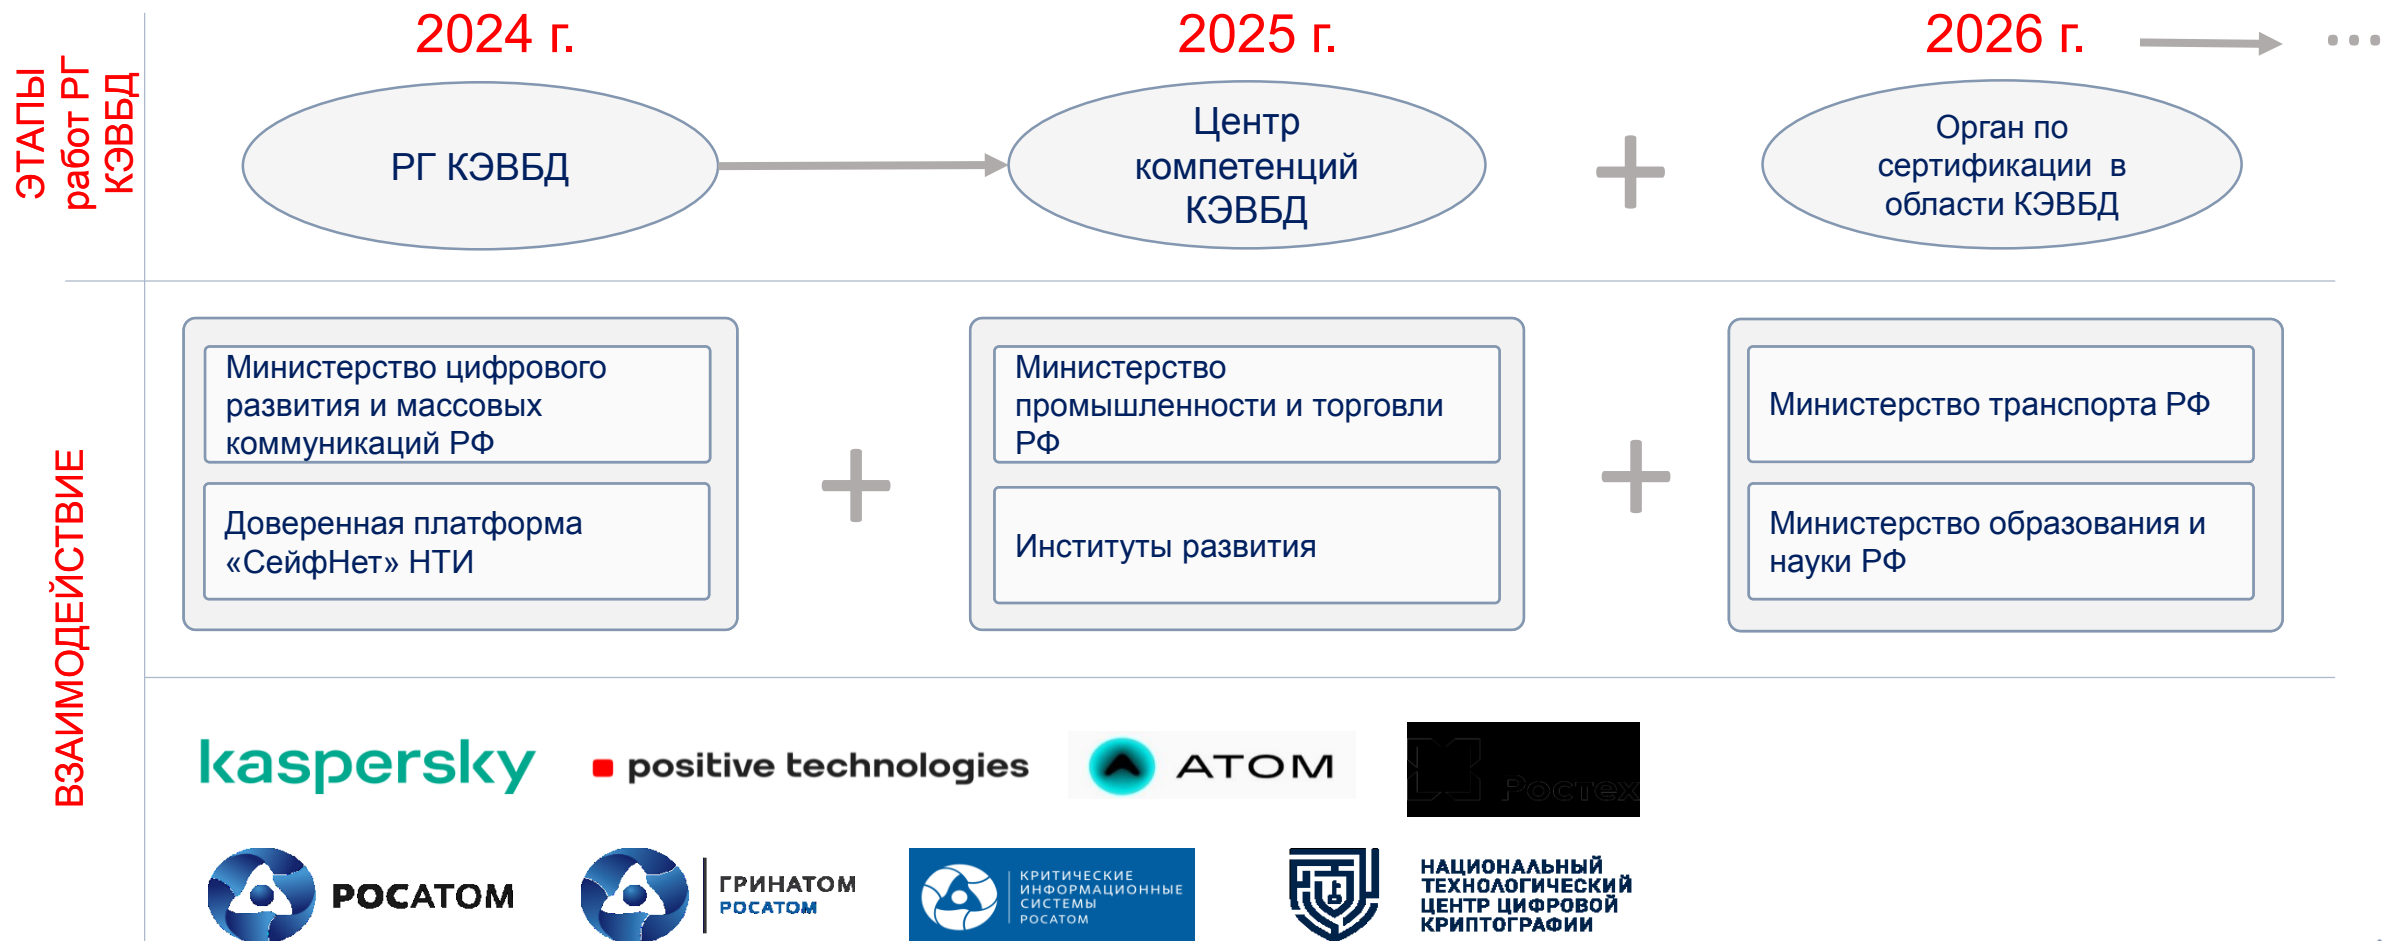 2024 г.
2025 г.
2026 г.
...
ЭТАПЫ
работ РГ
КЭВБД
РГ КЭВБД
Центр
компетенций
КЭВБД
+
Орган по
сертификации в
области КЭВБД
ВЗАИМОДЕЙСТВИЕ
Министерство цифрового
развития и массовых
коммуникаций РФ
Доверенная платформа
«СейфНет» НТИ
+
Министерство
промышленности и торговли
РФ
Институты развития
+
Министерство транспорта РФ
Министерство образования и
науки РФ
kaspersky
positive technologies
ATOM
Ростех
РОСАТОМ
ГРИНАТОМ
РОСАТОМ
КРИТИЧЕСКИЕ
ИНФОРМАЦИОННЫЕ
СИСТЕМЫ
РОСАТОМ
НАЦИОНАЛЬНЫЙ
ТЕХНОЛОГИЧЕСКИЙ
ЦЕНТР ЦИФРОВОЙ
КРИПТОГРАФИИ